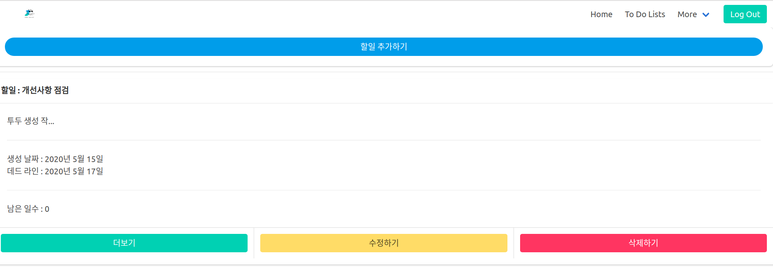 Home To Do Lists More Log Out
할일 추가하기
할일 : 개선사항 점검
투두 생성 작...
생성 날짜 : 2020년 5월 15일
데드 라인 : 2020년 5월 17일
남은 일수 : 0
더보기 수정하기 삭제하기